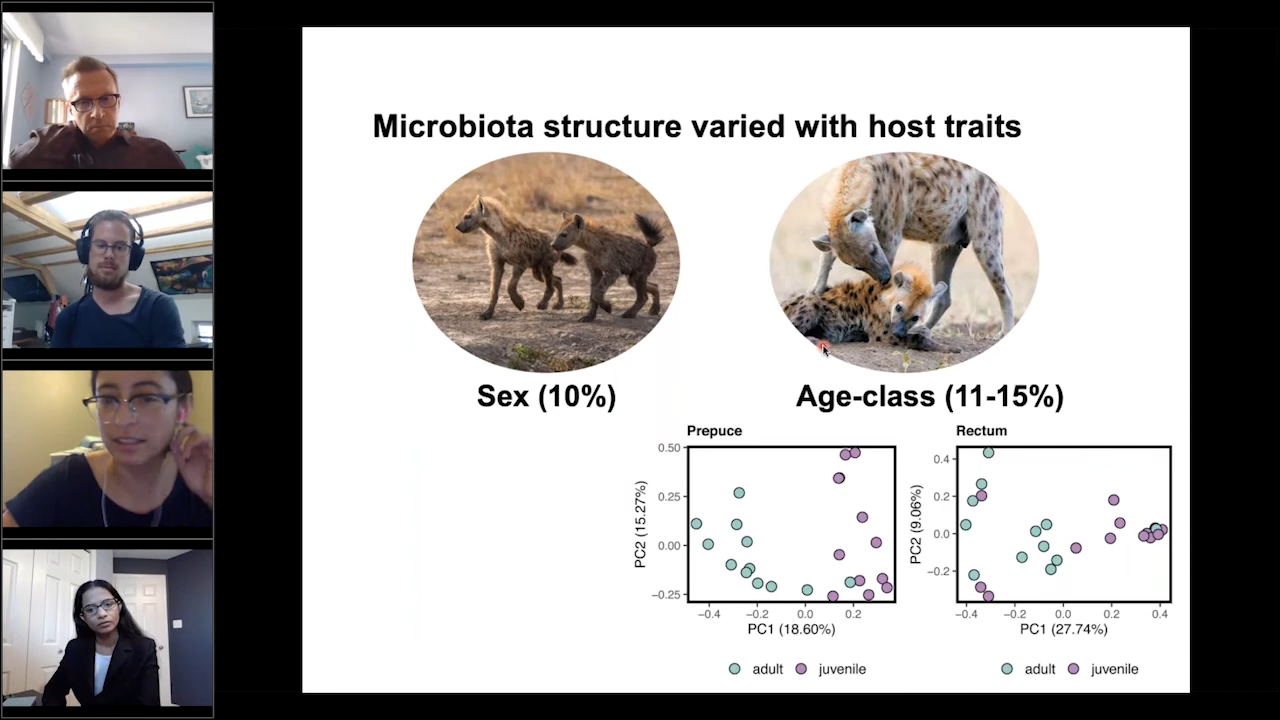 Microbiota structure varied with host traits
Sex (10%)
Age-class (11-15%)
Prepuce
0.50
0.25
0.00
−0.25
PC2 (15.27%)
−0.4
−0.2
0.0
0.2
PC1 (18.60%)
adult
juvenile
Rectum
0.4
0.2
0.0
−0.2
PC2 (9.06%)
−0.4
−0.2
0.0
0.2
0.4
PC1 (27.74%)
adult
juvenile